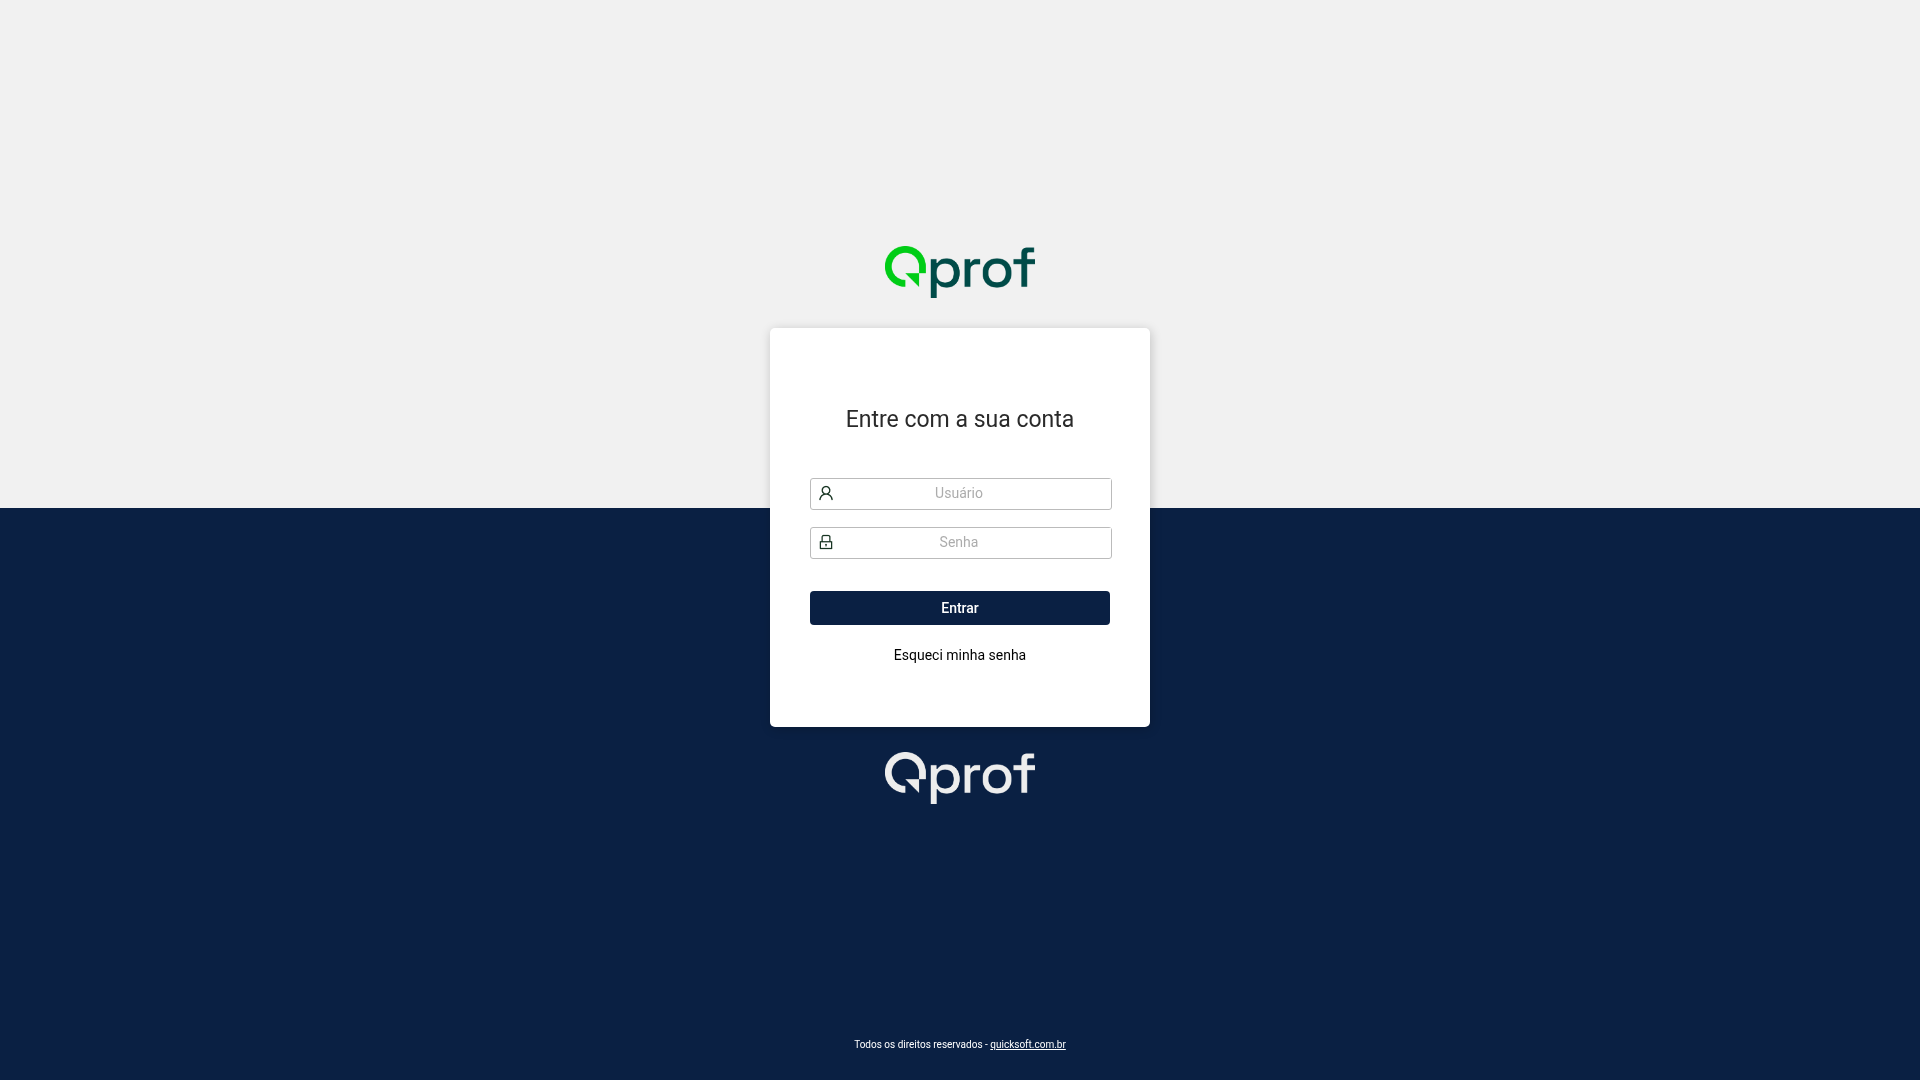 Qprof
Entre com a sua conta
Usuário
Senha
Entrar
Esqueci minha senha
Qprof
Todos os direitos reservados - quicksoft.com.br